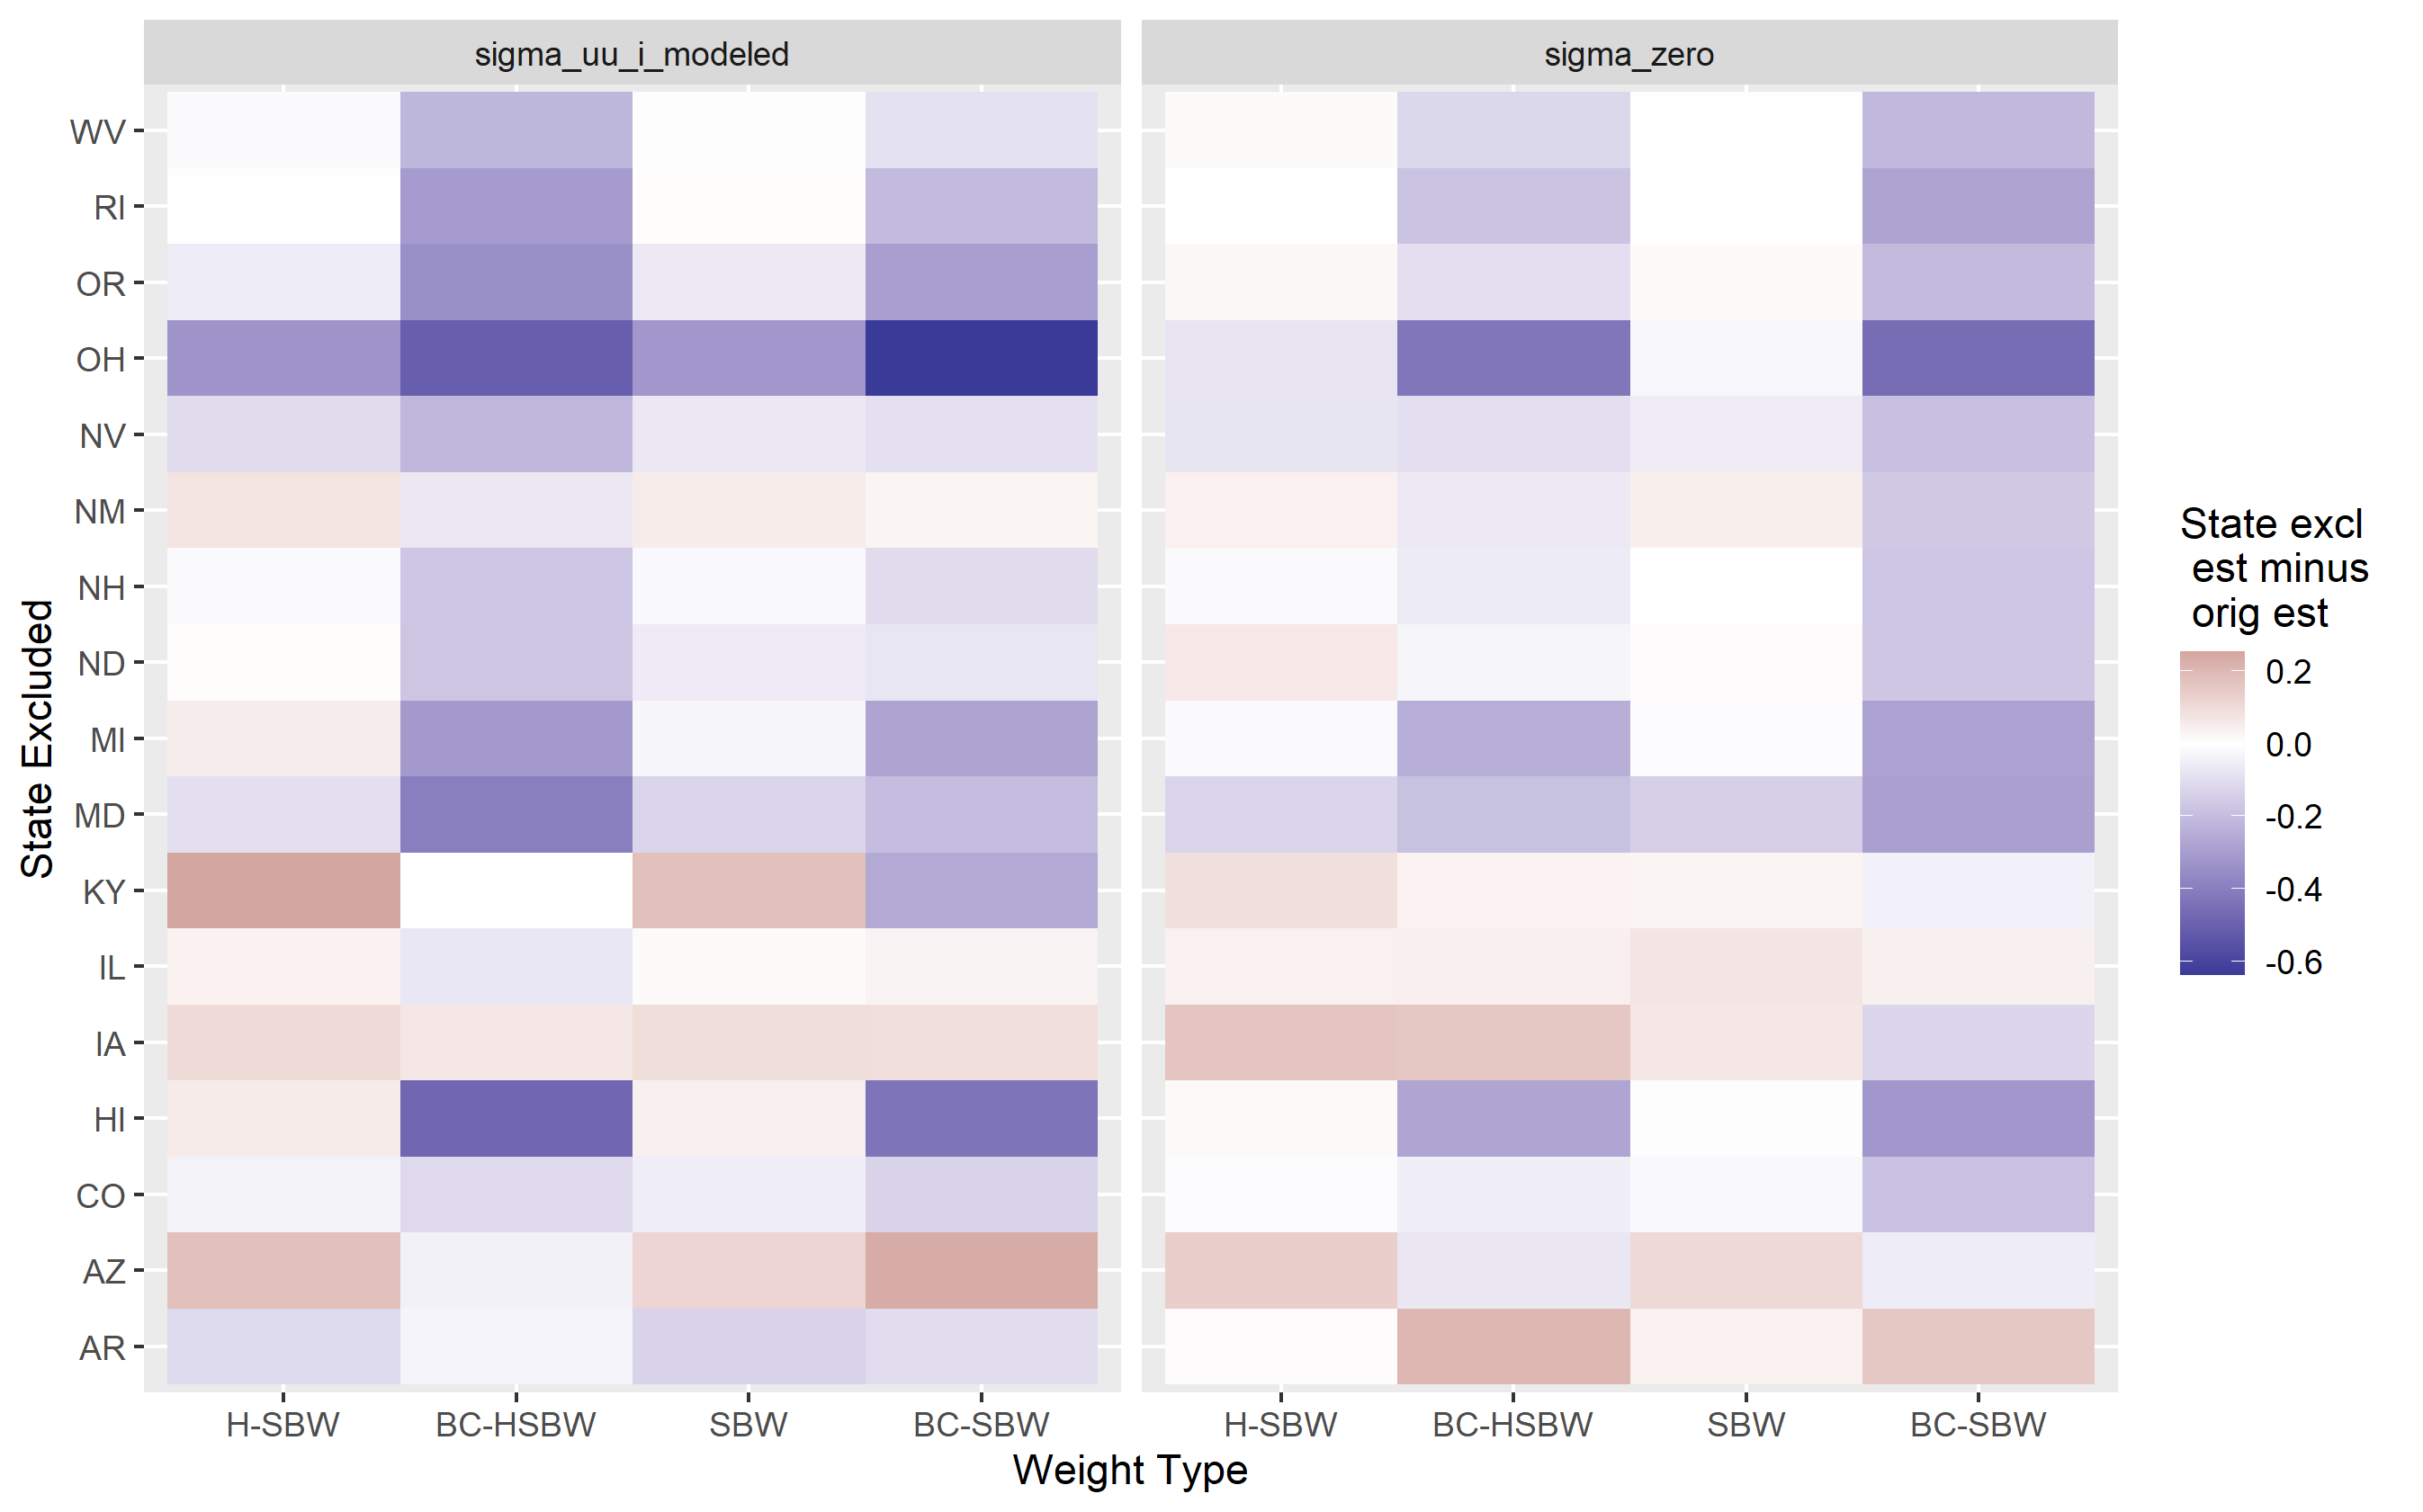 sigma_uu_i_modeled
sigma_zero
WV
RI
OR
OH
NV
NM
NH
ND
MI
MD
KY
IL
IA
HI
CO
AZ
AR
State Excluded
H-SBW
BC-HSBW
SBW
BC-SBW
H-SBW
BC-HSBW
SBW
BC-SBW
Weight Type
State excl
est minus
orig est
0.2
0.0
-0.2
-0.4
-0.6